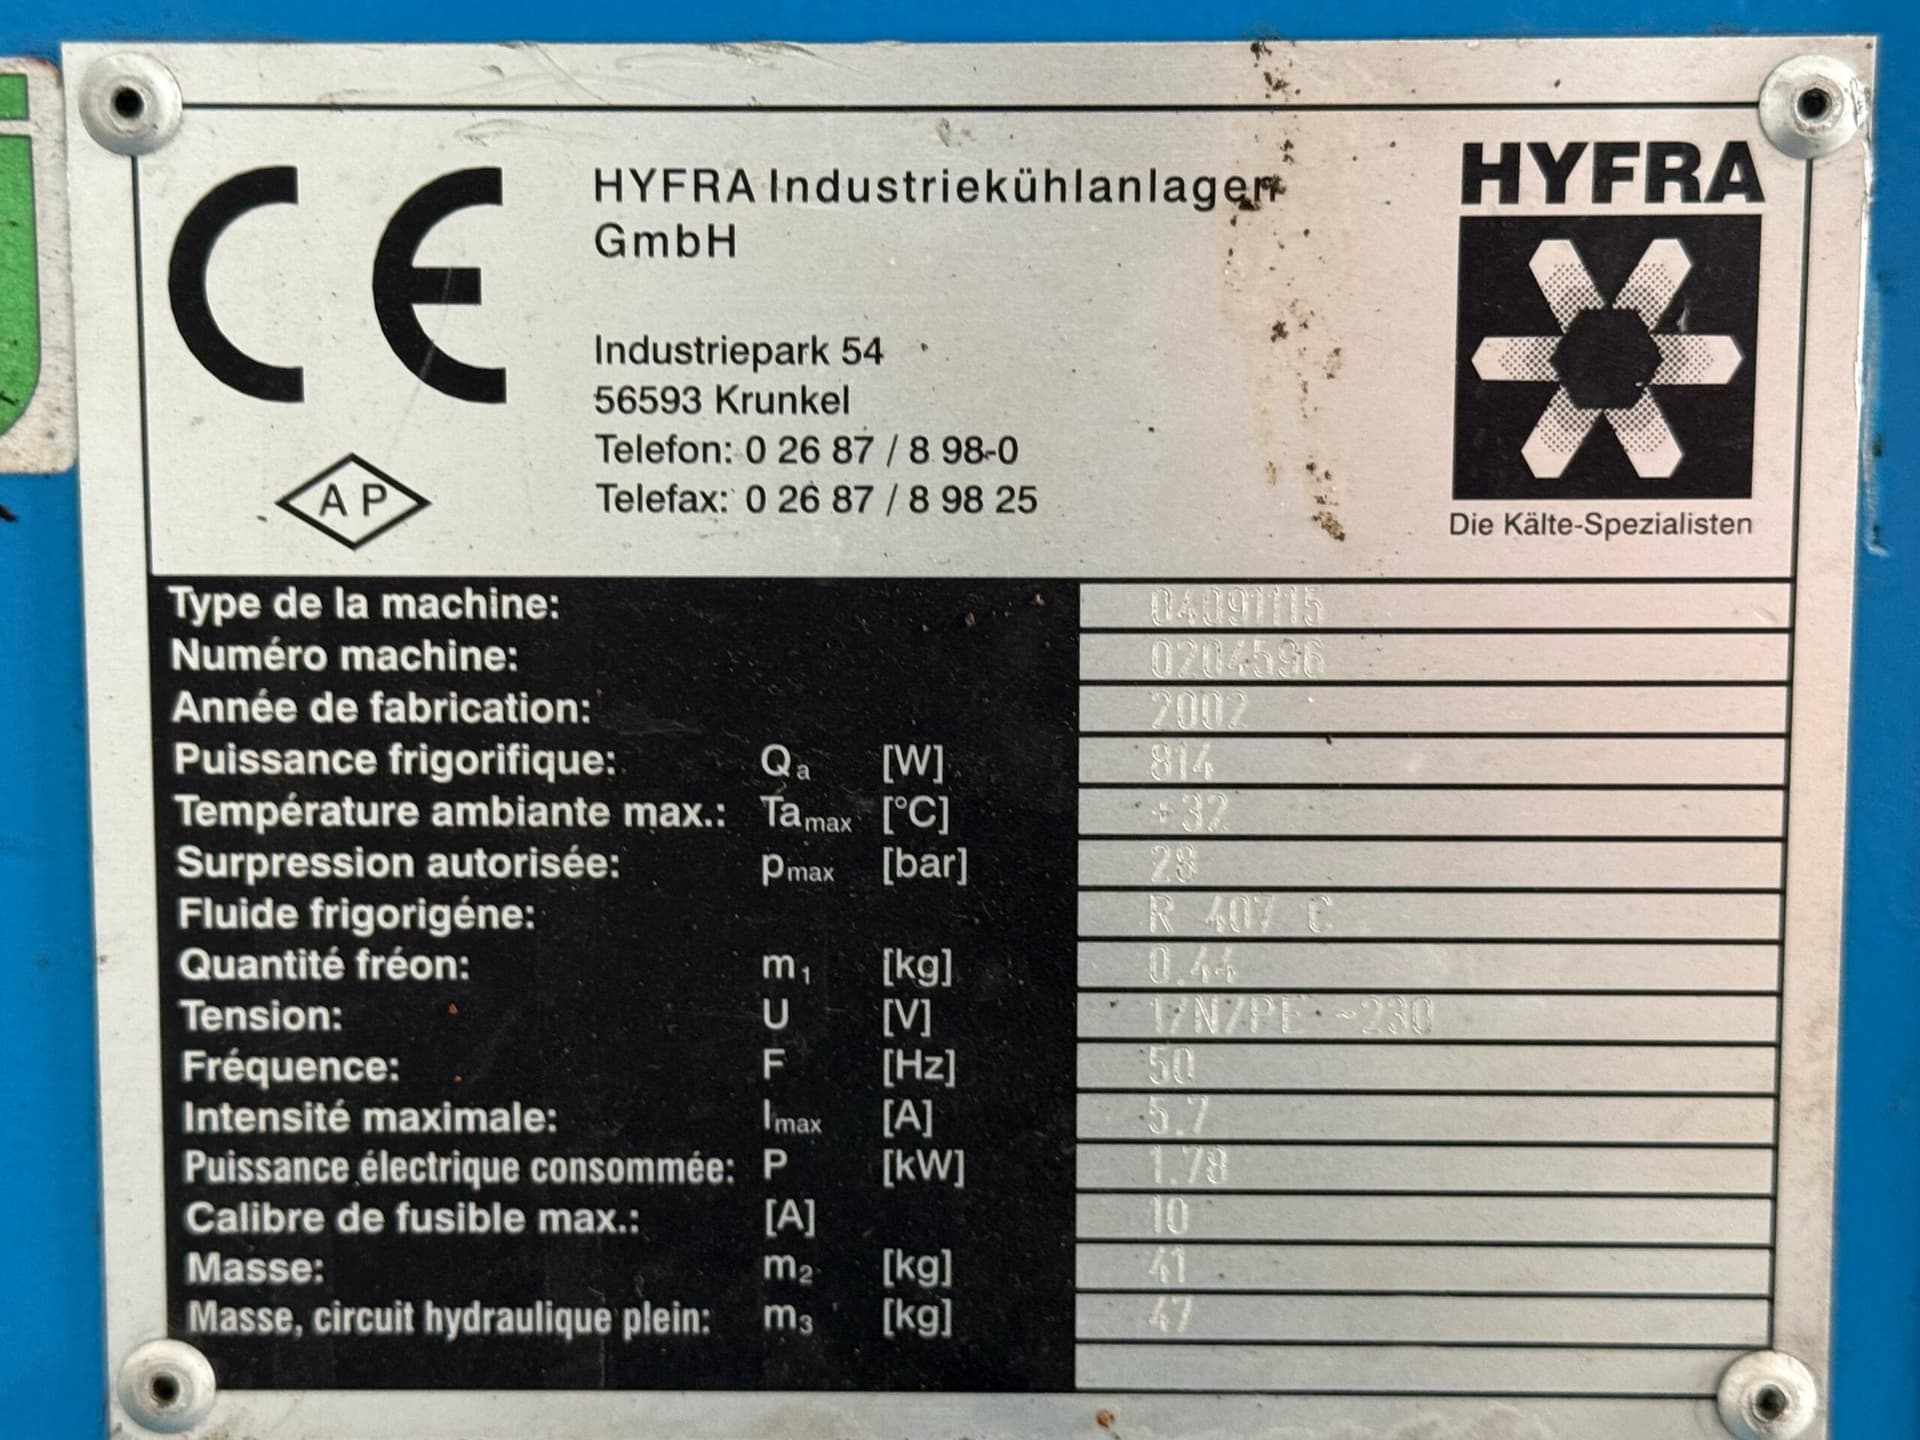 CE
HYFRA Industriekühlanlagen
GmbH
Industriepark 54
56593 Krunkel
Telefon: 0 26 87 / 8 98-0
Telefax: 0 26 87 / 8 98 25
AP
HYFRA
Die Kälte-Spezialisten
Type de la machine: 04091115
Numéro machine: 0204596
Année de fabrication: 2002
Puissance frigorifique: Qa [W] 814
Température ambiante max.: Tamax [°C] +32
Surpression autorisée: pmax [bar] 28
Fluide frigorigéne: R 407 C
Quantité fréon: m1 [kg] 0.44
Tension: U [V] 1/N/PE ~230
Fréquence: F [Hz] 50
Intensité maximale: Imax [A] 5.7
Puissance électrique consommée: P [kW] 1.78
Calibre de fusible max.: [A] 10
Masse: m2 [kg] 41
Masse, circuit hydraulique plein: m3 [kg] 47